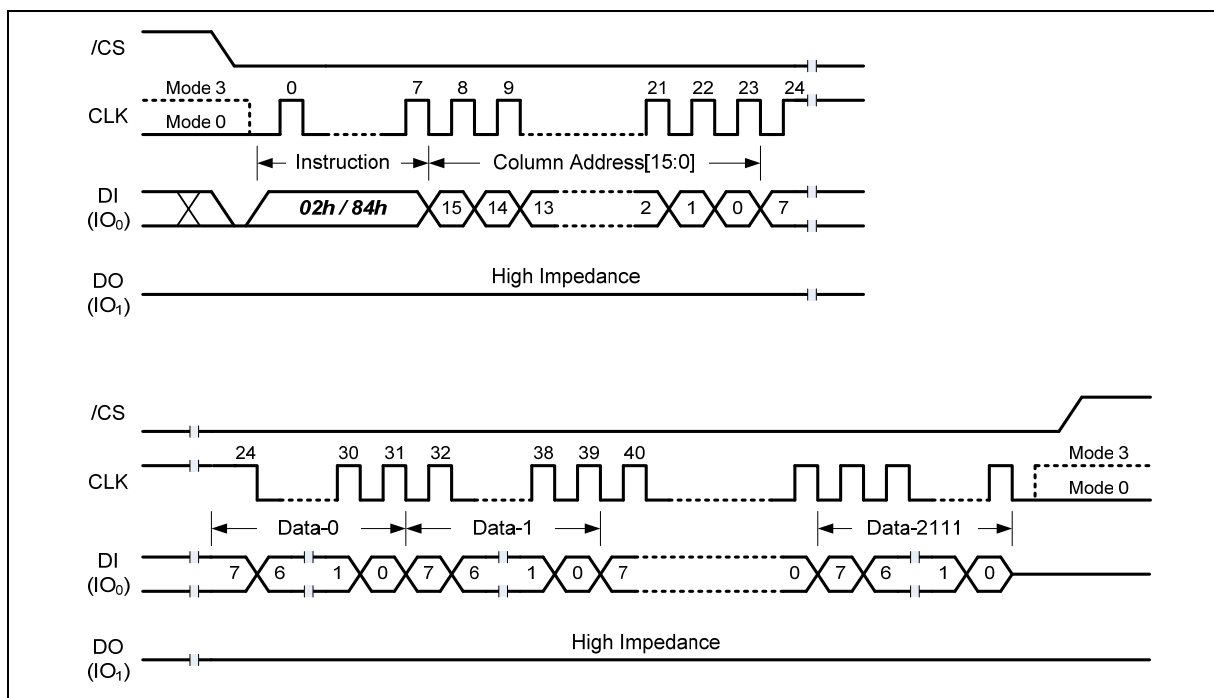 /CS
Mode 3 0 7 8 9 21 22 23 24
CLK
Mode 0
Instruction Column Address[15:0]
DI
(IO0)
02h / 84h 15 14 13 2 1 0 7
High Impedance
DO
(IO1)
/CS
24 30 31 32 38 39 40 Mode 3
CLK
Mode 0
Data-0 Data-1 Data-2111
DI
(IO0)
7 6 1 0 7 6 1 0 7 0 7 6 1 0
High Impedance
DO
(IO1)